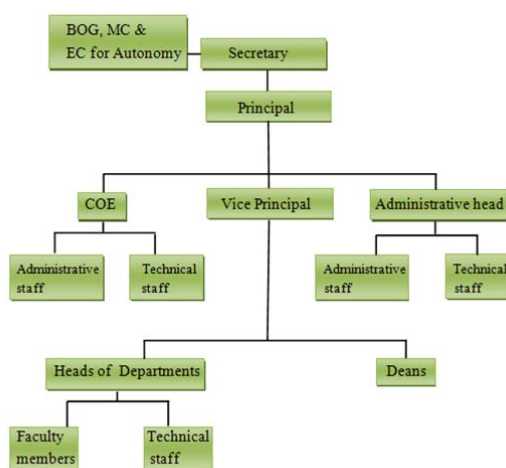 BOG, MC &
EC for Autonomy
Secretary
Principal
COE
Vice Principal
Administrative head
Administrative
staff
Technical
staff
Administrative
staff
Technical
staff
Heads of Departments
Deans
Faculty
members
Technical
staff